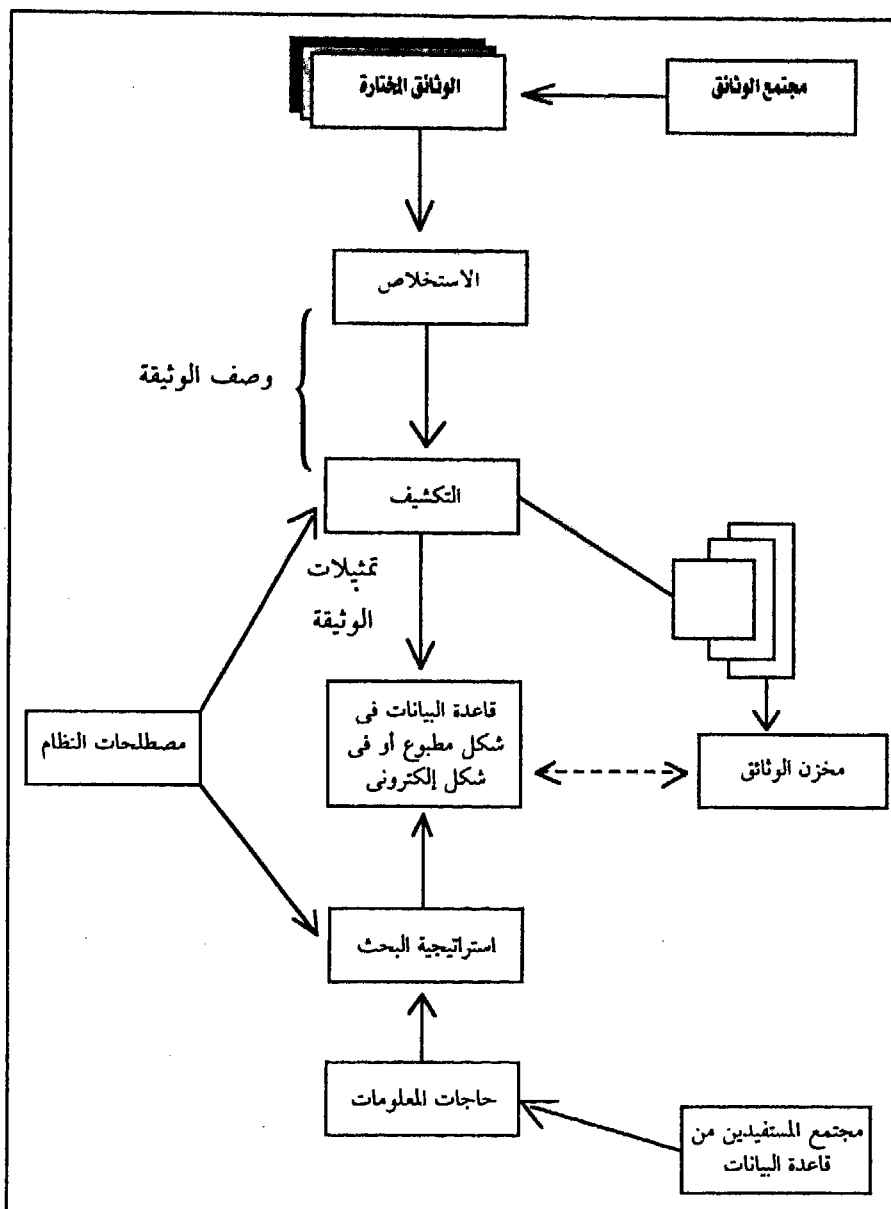 مجتمع الوثائق
الوثائق المختارة
الاستخلاص
وصف الوثيقة
التكشيف
تمثيلات
الوثيقة
قاعدة البيانات فى
شكل مطبوع أو فى
شكل إلكترونى
مصطلحات النظام
مخزن الوثائق
استراتيجية البحث
حاجات المعلومات
مجتمع المستفيدين من
قاعدة البيانات